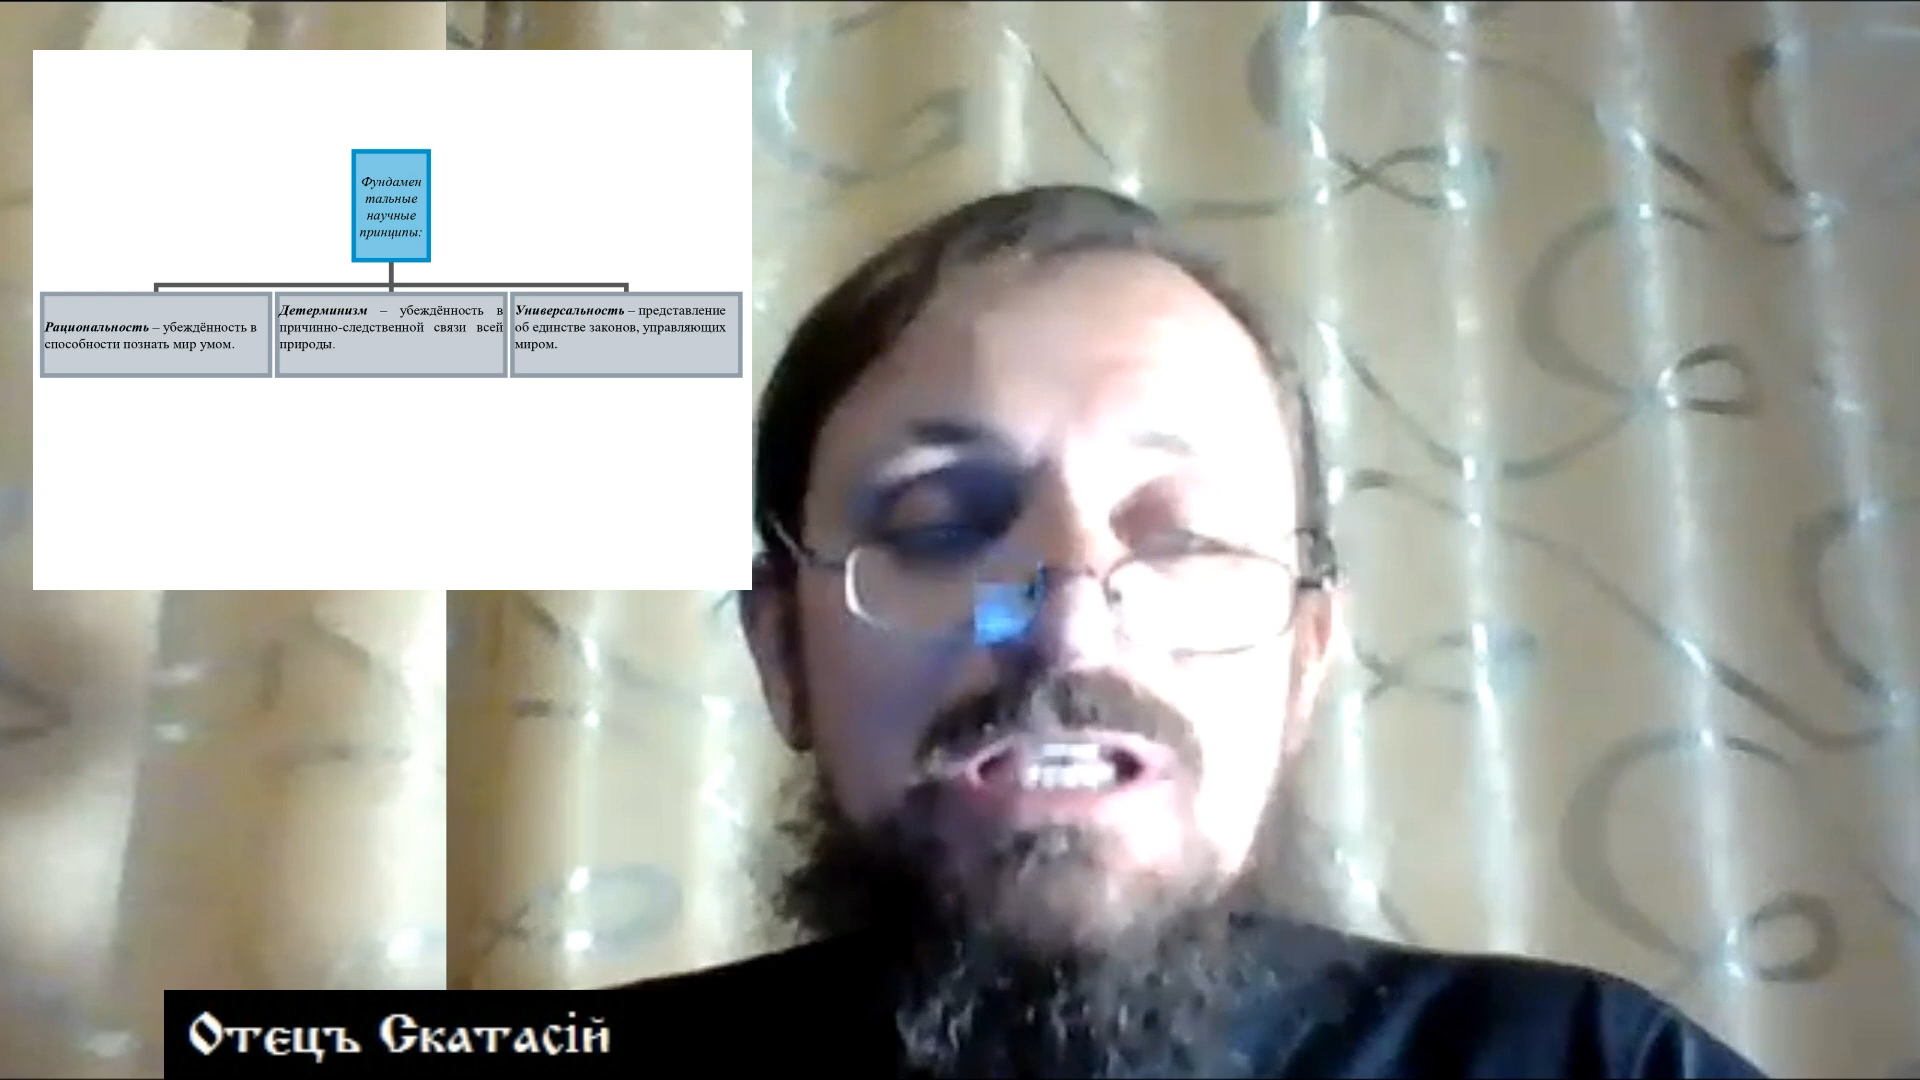 Фундамен
тальные
научные
принципы:
Рациональность – убеждённость в
способности познать мир умом.
Детерминизм – убеждённость в
причинно-следственной связи всей
природы.
Универсальность – представление
об единстве законов, управляющих
миром.
Отєцъ Скатасій